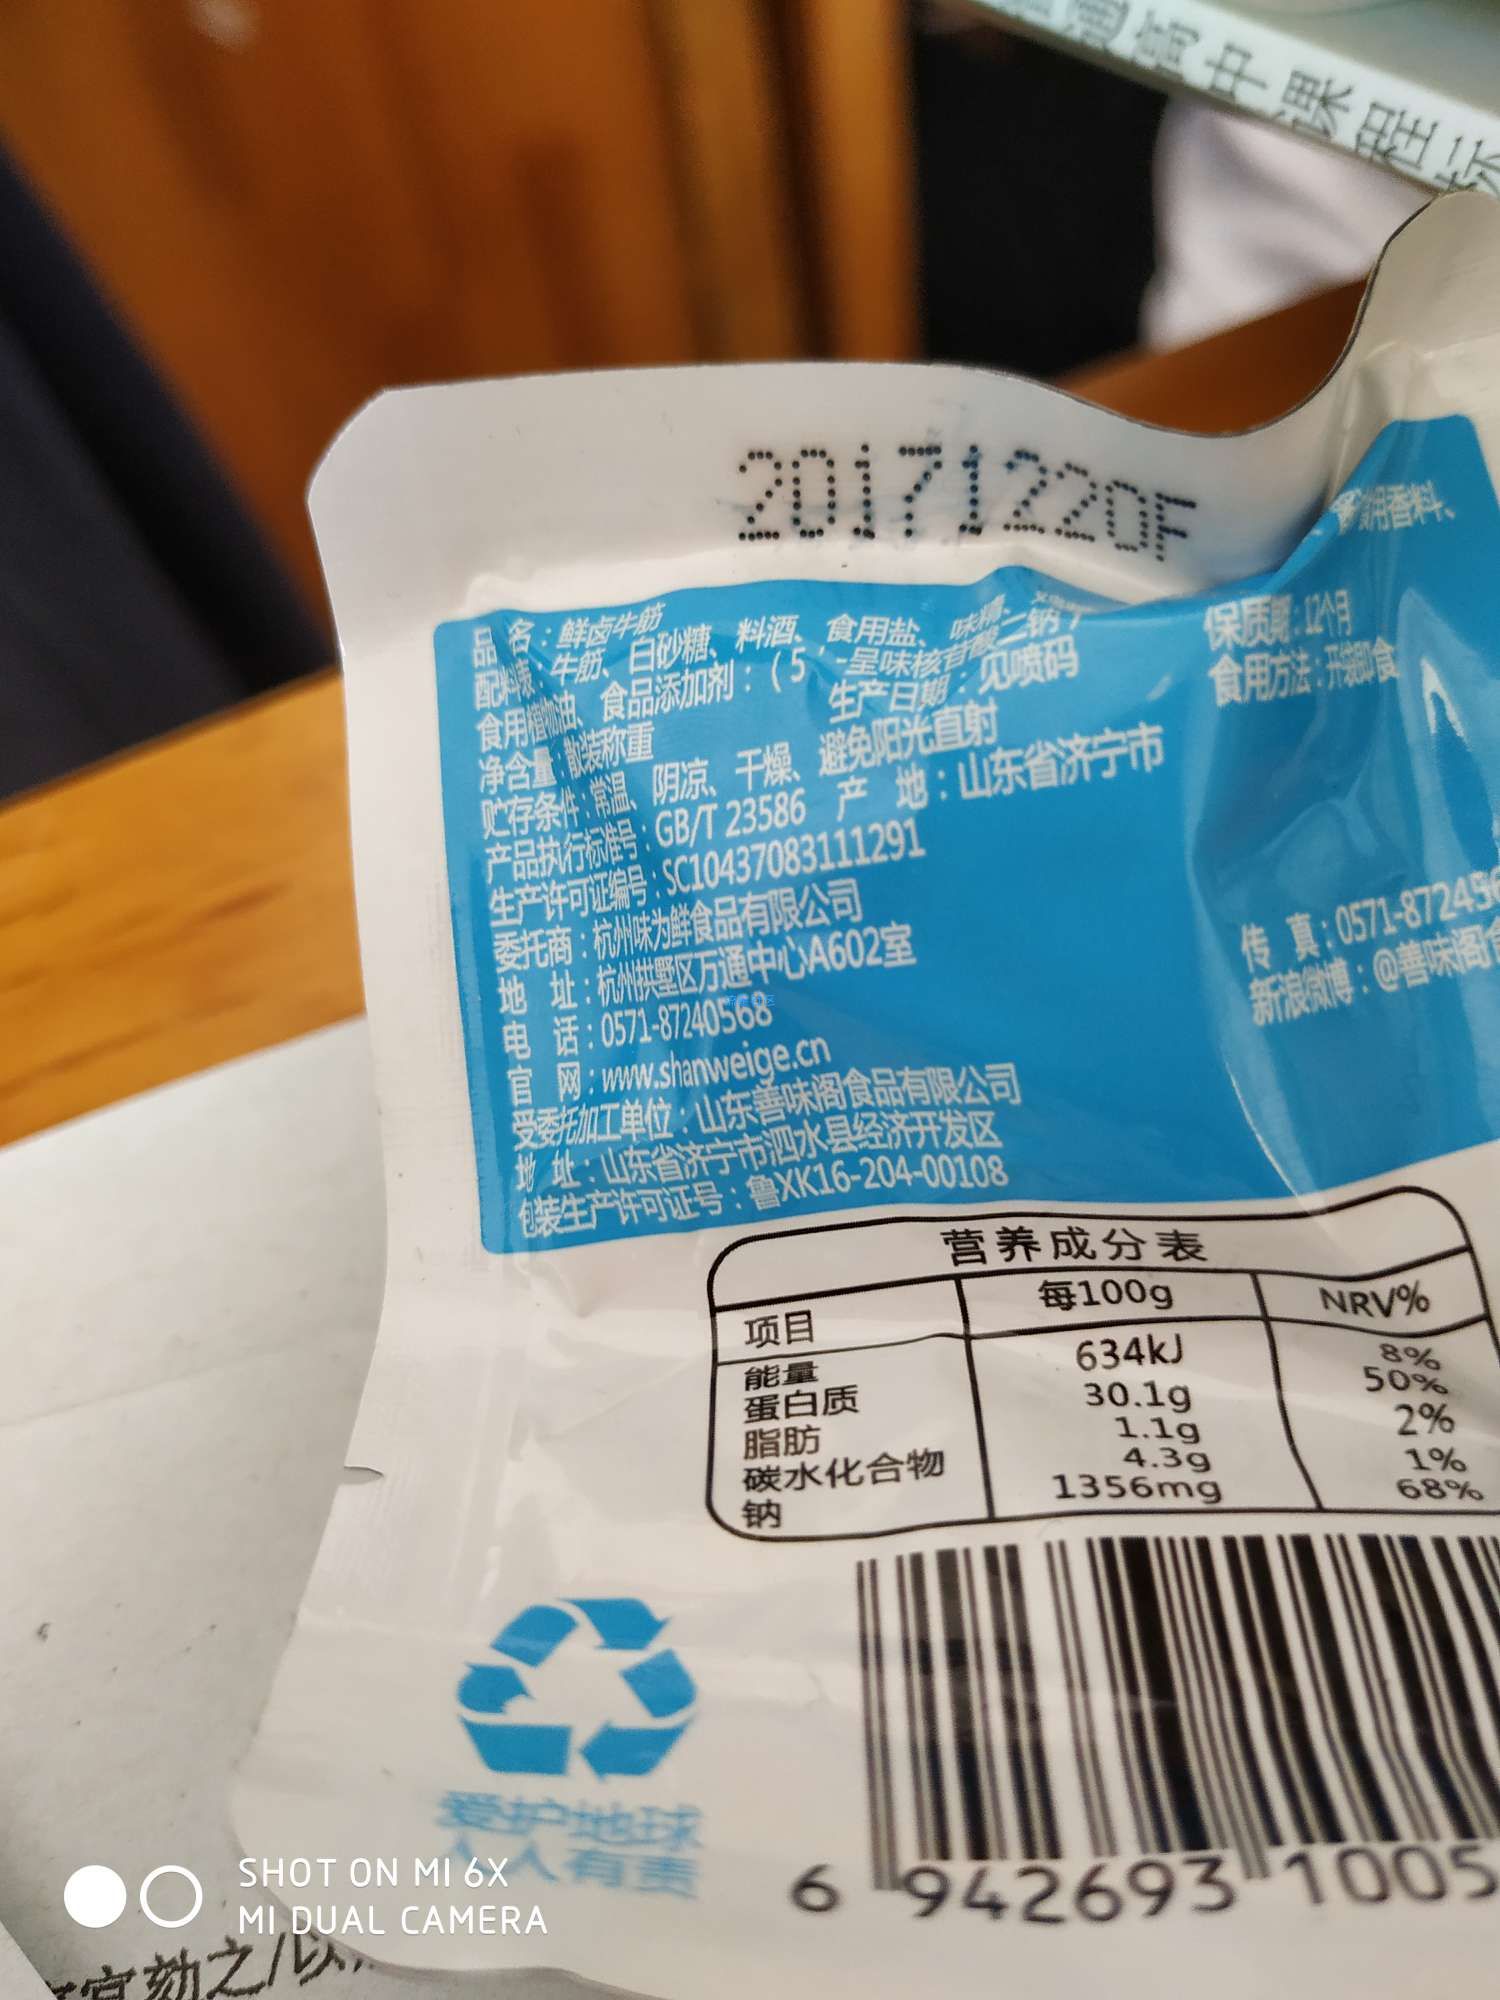 通高中课程标
20171220F
品 名：鲜卤牛筋
配料表：牛筋、白砂糖、料酒、食用盐、味精、食用香料、
食用植物油、食品添加剂：（5′-呈味核苷酸二钠）
净含量：散装称重 生产日期：见喷码 保质期：12个月
贮存条件：常温、阴凉、干燥、避免阳光直射 食用方法：开袋即食
产品执行标准号：GB/T 23586 产 地：山东省济宁市
生产许可证编号：SC10437083111291
委托商：杭州味为鲜食品有限公司
地 址：杭州拱墅区万通中心A602室
电 话：0571-87240568 传 真：0571-872456
官 网：www.shanweige.cn 新浪微博：@善味阁食
受委托加工单位：山东善味阁食品有限公司
地 址：山东省济宁市泗水县经济开发区
包装生产许可证号：鲁XK16-204-00108
营养成分表
项目 每100g NRV%
能量 634kJ 8%
蛋白质 30.1g 50%
脂肪 1.1g 2%
碳水化合物 4.3g 1%
钠 1356mg 68%
爱护地球
人人有责
6 942693 1005
SHOT ON MI 6X
MI DUAL CAMERA